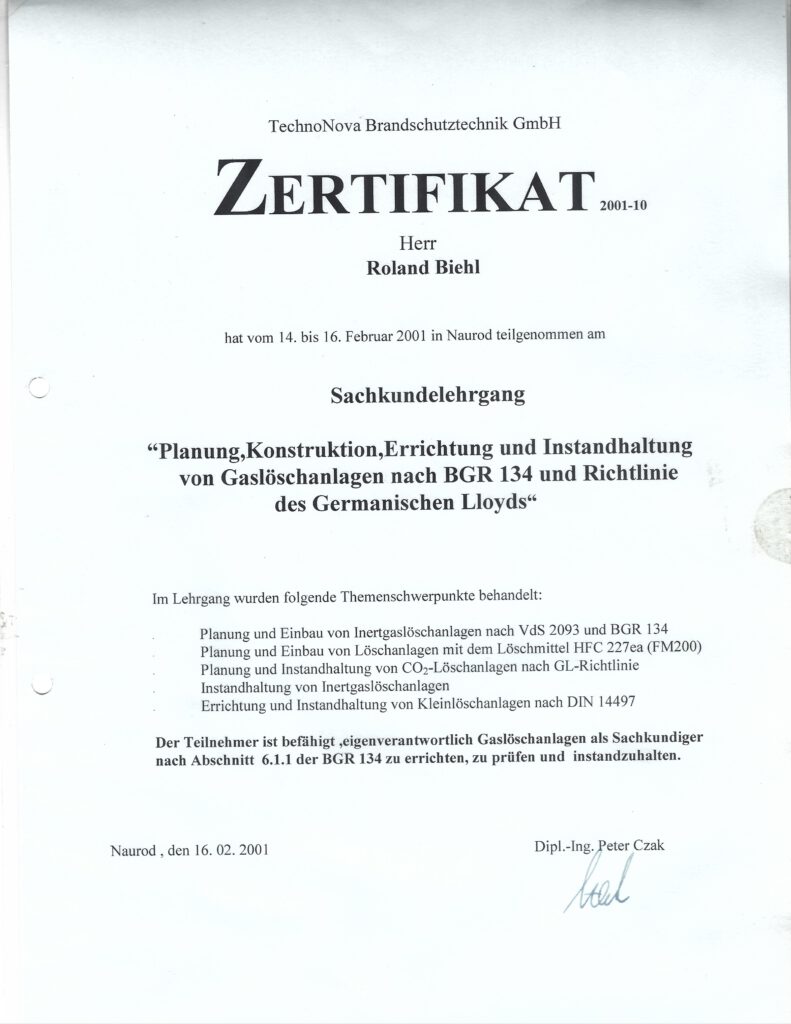 TechnoNova Brandschutztechnik GmbH
ZERTIFIKAT 2001-10
Herr
Roland Biehl
hat vom 14. bis 16. Februar 2001 in Naurod teilgenommen am
Sachkundelehrgang
“Planung,Konstruktion,Errichtung und Instandhaltung
von Gaslöschanlagen nach BGR 134 und Richtlinie
des Germanischen Lloyds“
Im Lehrgang wurden folgende Themenschwerpunkte behandelt:
. Planung und Einbau von Inertgaslöschanlagen nach VdS 2093 und BGR 134
. Planung und Einbau von Löschanlagen mit dem Löschmittel HFC 227ea (FM200)
. Planung und Instandhaltung von CO₂-Löschanlagen nach GL-Richtlinie
. Instandhaltung von Inertgaslöschanlagen
. Errichtung und Instandhaltung von Kleinlöschanlagen nach DIN 14497
Der Teilnehmer ist befähigt ,eigenverantwortlich Gaslöschanlagen als Sachkundiger
nach Abschnitt 6.1.1 der BGR 134 zu errichten, zu prüfen und instandzuhalten.
Naurod , den 16. 02. 2001
Dipl.-Ing. Peter Czak